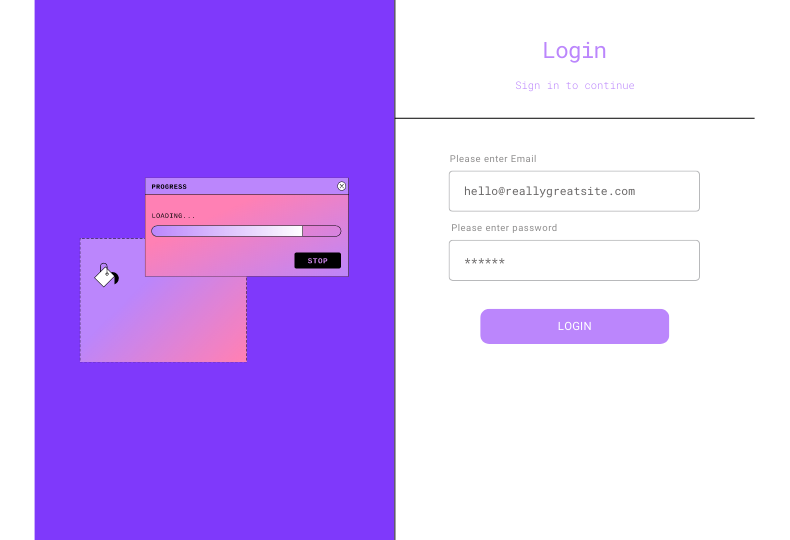 PROGRESS
LOADING...
STOP
Login
Sign in to continue
Please enter Email
hello@reallygreatsite.com
Please enter password
******
LOGIN